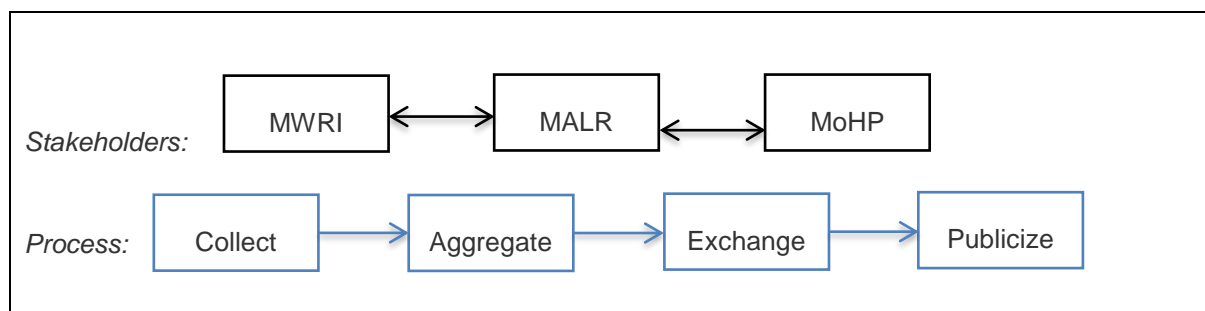 Stakeholders: MWRI MALR MoHP
Process: Collect Aggregate Exchange Publicize